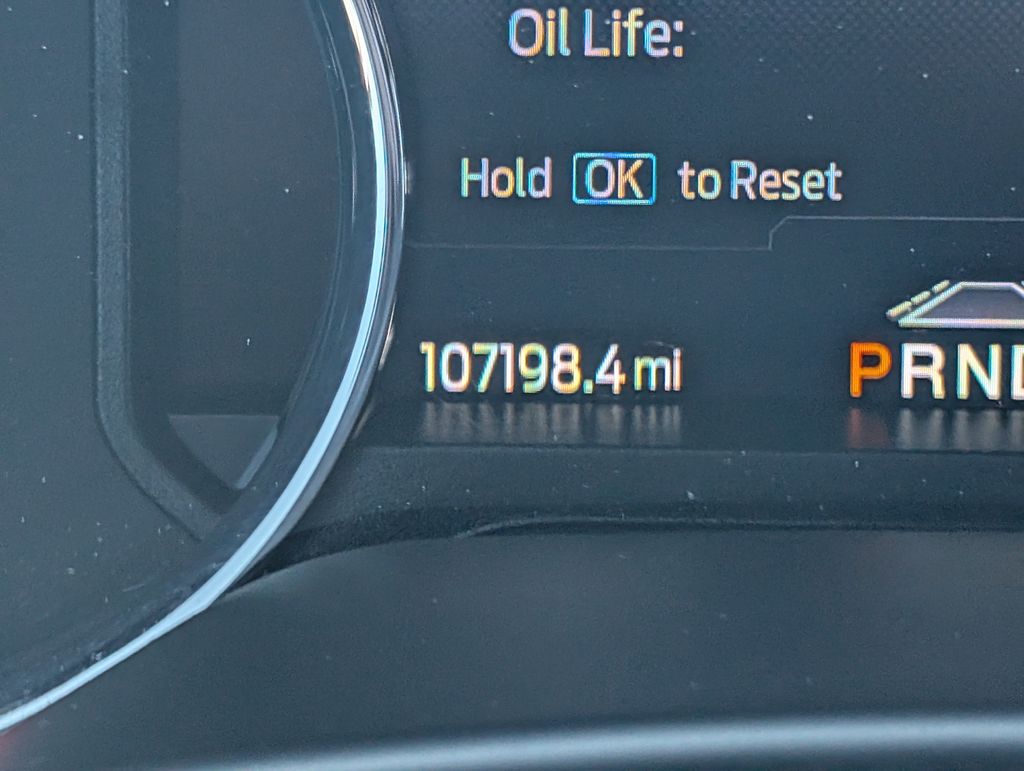 Oil Life:
Hold OK to Reset
107198.4 mi
PRND